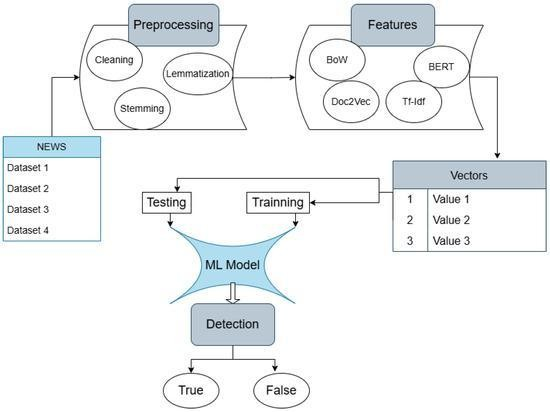 Preprocessing
Cleaning
Lemmatization
Stemming
Features
BoW
BERT
Doc2Vec
Tf-Idf
NEWS
Dataset 1
Dataset 2
Dataset 3
Dataset 4
Vectors
1 Value 1
2 Value 2
3 Value 3
Testing
Trainning
ML Model
Detection
True
False